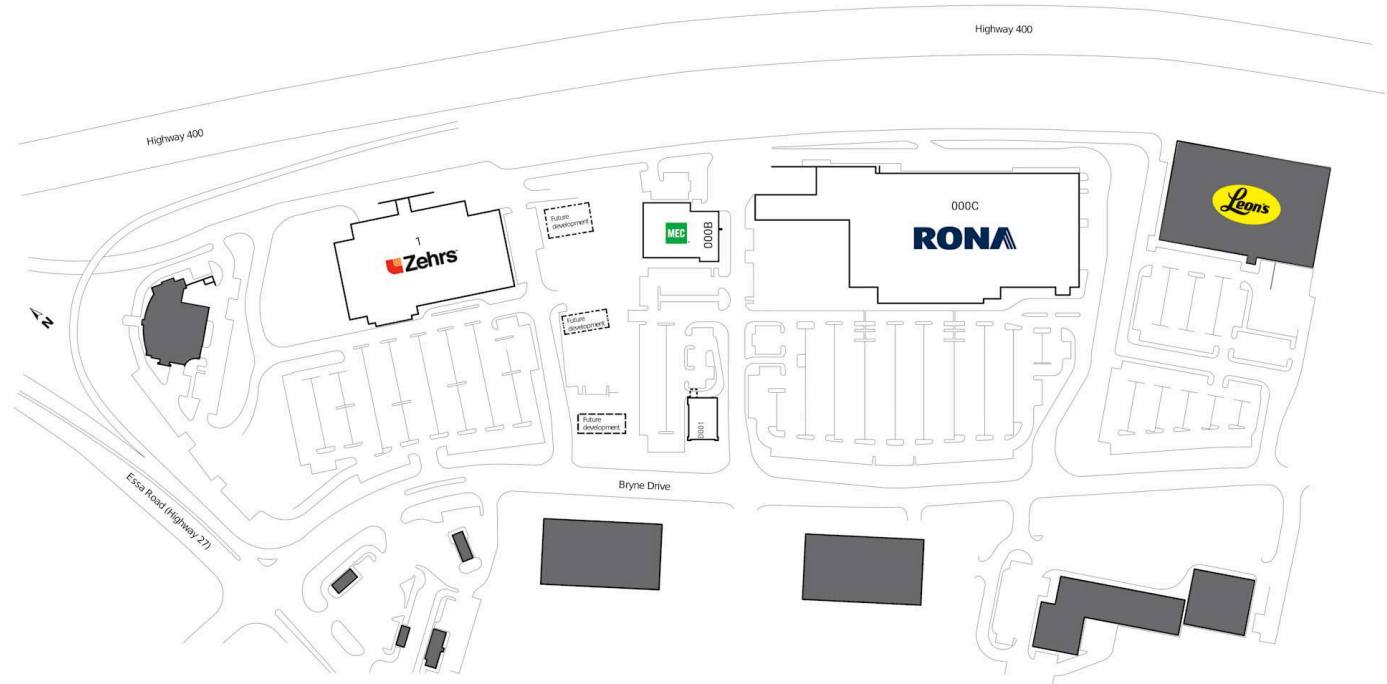 Highway 400
Highway 400
000C
Leon's
1
Zehrs
Future
development
MEC
000B
RONA
N
Future
development
Future
development
0001
Bryne Drive
Essa Road (Highway 27)